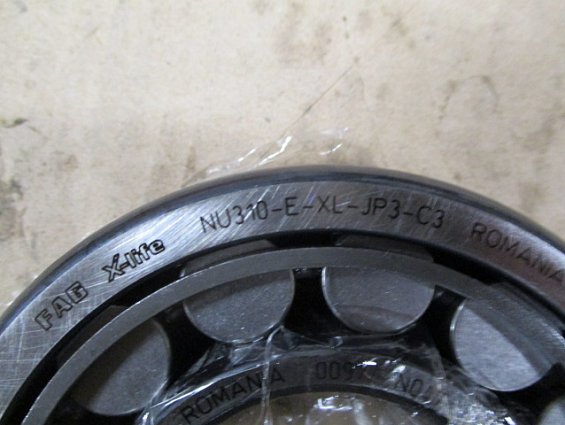 FAG X-life NU310-E-XL-JP3-C3 ROMANIA
ROMANIA